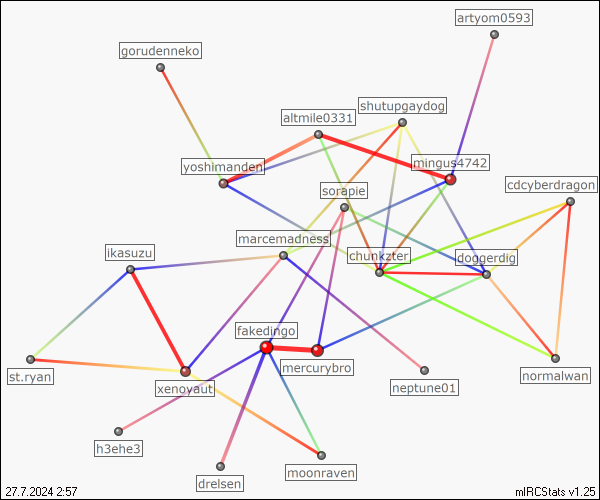 artyom0593
gorudenneko
shutupgaydog
altmile0331
mingus4742
yoshimanden
cdcyberdragon
sorapie
marcemadness
ikasuzu
chunkzter
doggerdig
fakedingo
mercurybro
st.ryan
normalwan
xenoyaut
neptune01
h3ehe3
moonraven
drelsen
27.7.2024 2:57
mIRCStats v1.25